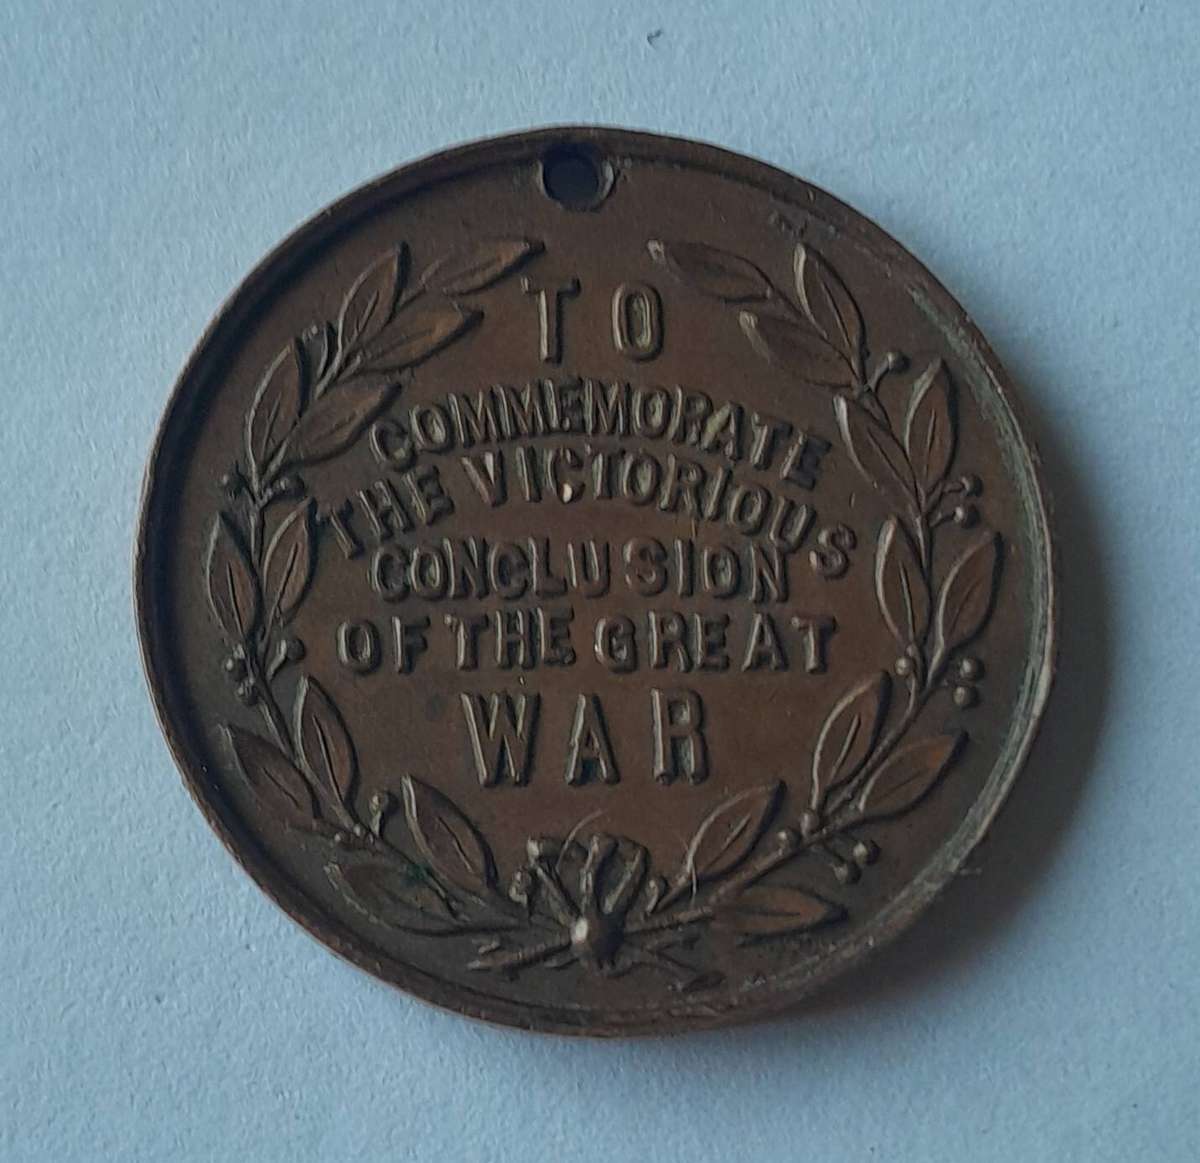 TO
COMMEMORATE
THE VICTORIOUS
CONCLUSION
OF THE GREAT
WAR